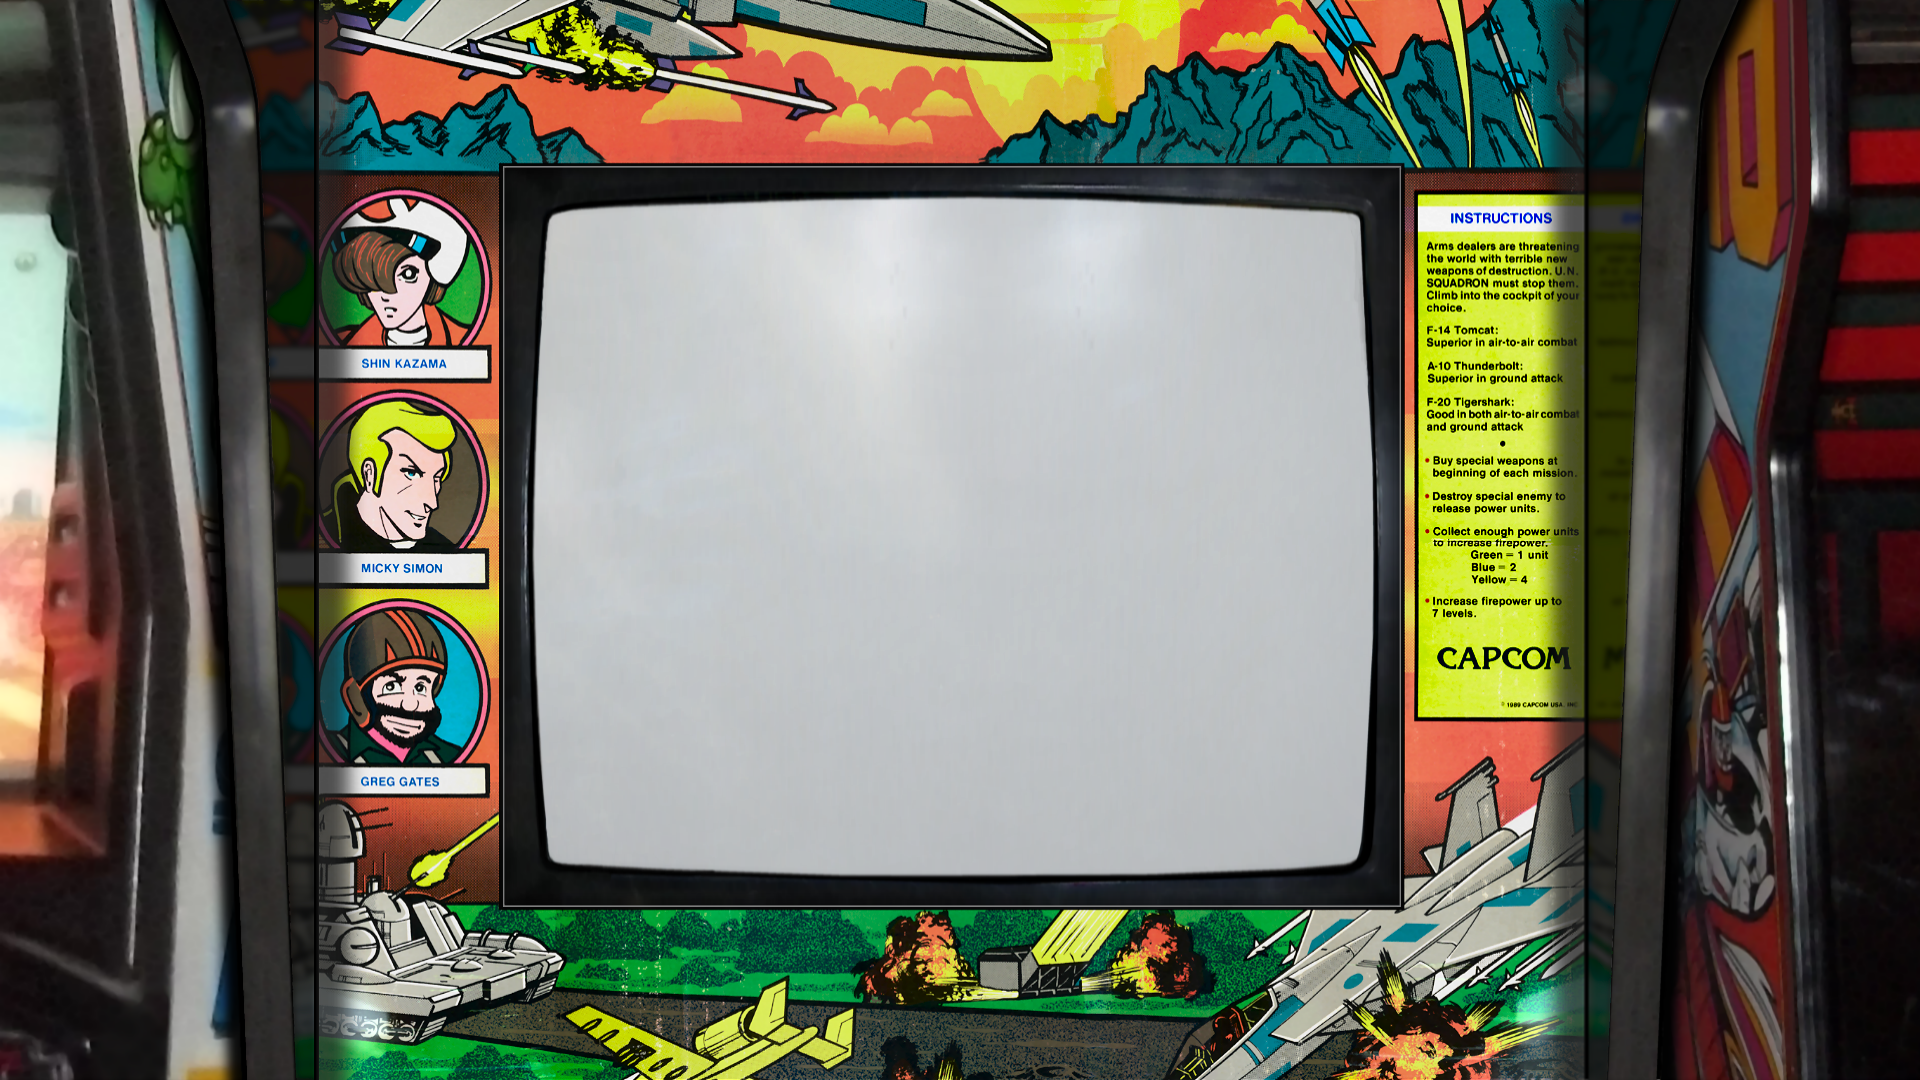 SHIN KAZAMA
MICKY SIMON
GREG GATES
INSTRUCTIONS
Arms dealers are threatening
the world with terrible new
weapons of destruction. U.N.
SQUADRON must stop them.
Climb into the cockpit of your
choice.
F-14 Tomcat:
Superior in air-to-air combat
A-10 Thunderbolt:
Superior in ground attack
F-20 Tigershark:
Good in both air-to-air combat
and ground attack
•
• Buy special weapons at
beginning of each mission.
• Destroy special enemy to
release power units.
• Collect enough power units
to increase firepower.
Green = 1 unit
Blue = 2
Yellow = 4
• Increase firepower up to
7 levels.
CAPCOM
© 1989 CAPCOM USA, INC.